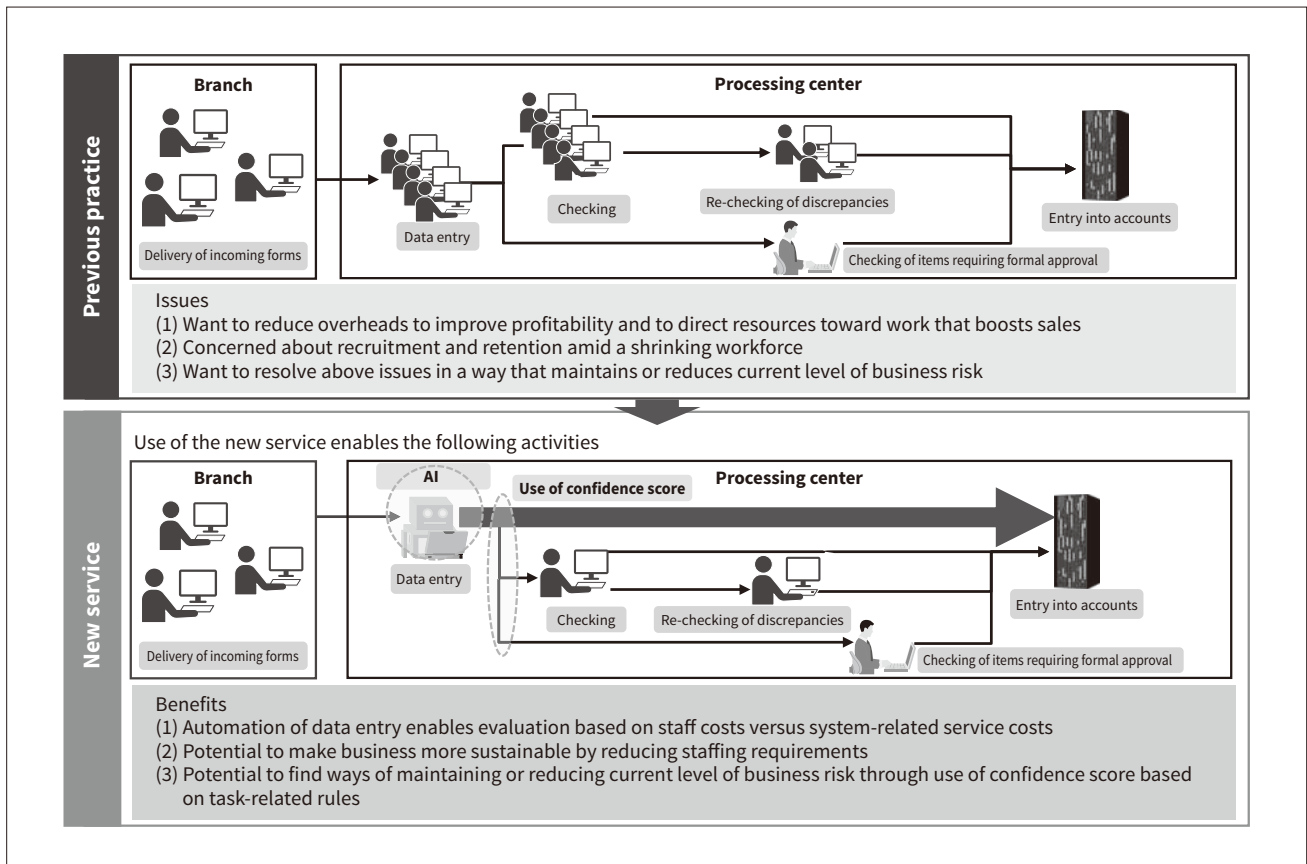 Previous practice
Branch
Delivery of incoming forms
Processing center
Data entry
Checking
Re-checking of discrepancies
Checking of items requiring formal approval
Entry into accounts
Issues
(1) Want to reduce overheads to improve profitability and to direct resources toward work that boosts sales
(2) Concerned about recruitment and retention amid a shrinking workforce
(3) Want to resolve above issues in a way that maintains or reduces current level of business risk
New service
Use of the new service enables the following activities
Branch
Delivery of incoming forms
AI
Use of confidence score
Processing center
Data entry
Checking
Re-checking of discrepancies
Checking of items requiring formal approval
Entry into accounts
Benefits
(1) Automation of data entry enables evaluation based on staff costs versus system-related service costs
(2) Potential to make business more sustainable by reducing staffing requirements
(3) Potential to find ways of maintaining or reducing current level of business risk through use of confidence score based
on task-related rules